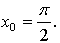 x₀ = π/2.